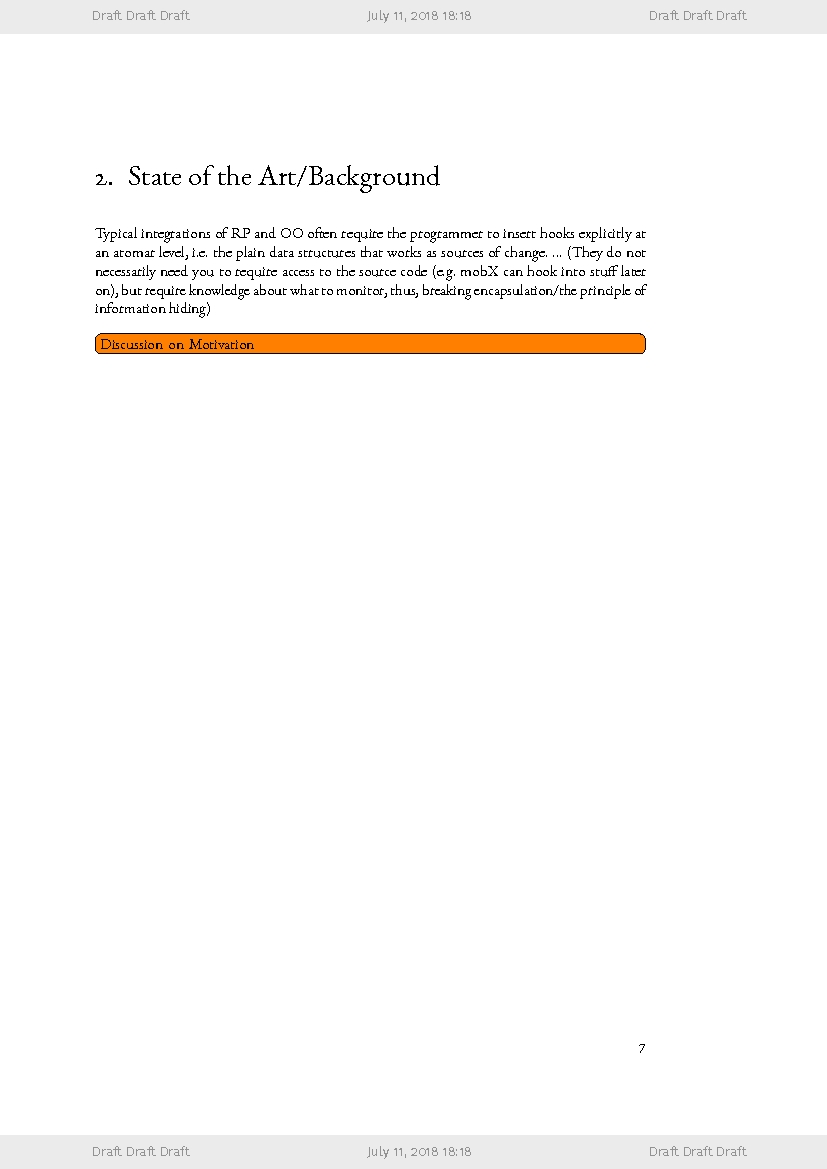 Draft Draft Draft July 11, 2018 18:18 Draft Draft Draft
2. State of the Art/Background
Typical integrations of RP and OO often require the programmer to insert hooks explicitly at
an atomar level, i.e. the plain data structures that works as sources of change. ... (They do not
necessarily need you to require access to the source code (e.g. mobX can hook into stuff later
on), but require knowledge about what to monitor, thus, breaking encapsulation/the principle of
information hiding)
Discussion on Motivation
7
Draft Draft Draft July 11, 2018 18:18 Draft Draft Draft